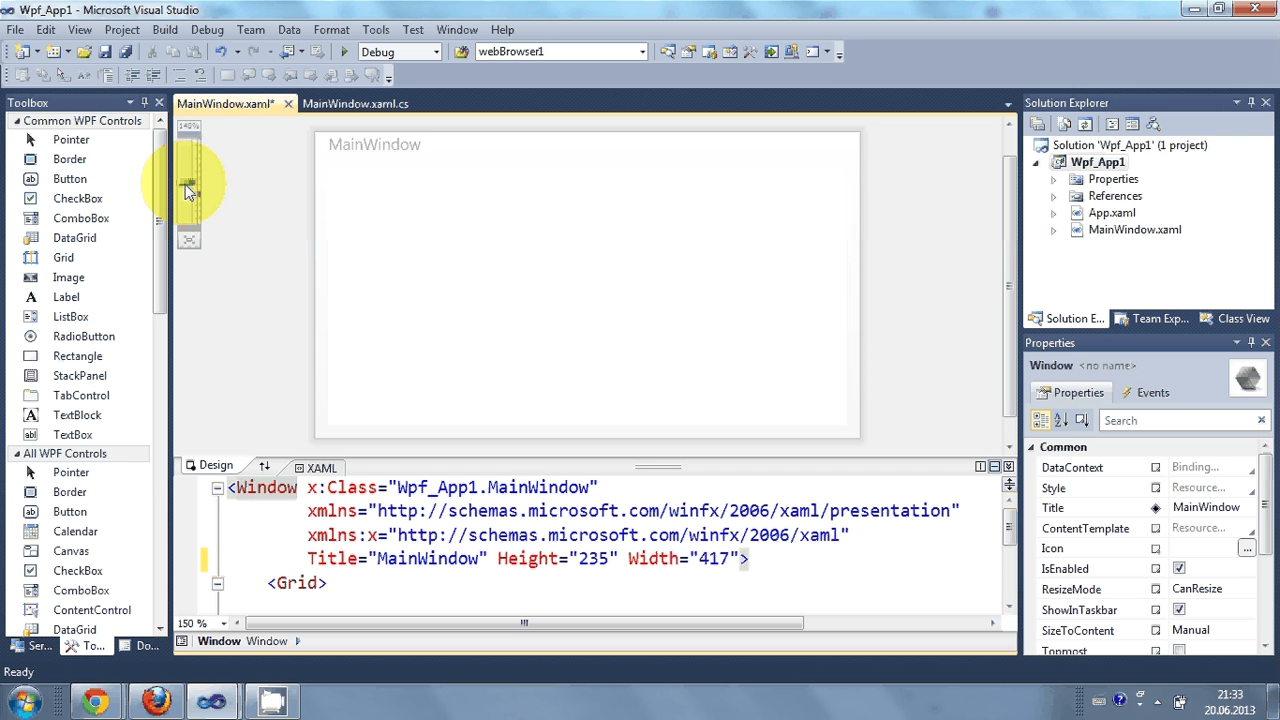 Wpf_App1 - Microsoft Visual Studio
File Edit View Project Build Debug Team Data Format Tools Test Window Help
Debug webBrowser1
Toolbox
Common WPF Controls
Pointer
Border
Button
CheckBox
ComboBox
DataGrid
Grid
Image
Label
ListBox
RadioButton
Rectangle
StackPanel
TabControl
TextBlock
TextBox
All WPF Controls
Pointer
Border
Button
Calendar
Canvas
CheckBox
ComboBox
ContentControl
DataGrid
Ser... To... Do...
MainWindow.xaml* MainWindow.xaml.cs
MainWindow
Design XAML
<Window x:Class="Wpf_App1.MainWindow"
xmlns="http://schemas.microsoft.com/winfx/2006/xaml/presentation"
xmlns:x="http://schemas.microsoft.com/winfx/2006/xaml"
Title="MainWindow" Height="235" Width="417">
<Grid>
150 %
Window Window
Solution Explorer
Solution 'Wpf_App1' (1 project)
Wpf_App1
Properties
References
App.xaml
MainWindow.xaml
Solution E... Team Exp... Class View
Properties
Window <no name>
Properties Events
Search
Common
DataContext Binding...
Style Resource...
Title MainWindow
ContentTemplate Resource...
Icon ...
IsEnabled
ResizeMode CanResize
ShowInTaskbar
SizeToContent Manual
Topmost
Ready
21:33
20.06.2013